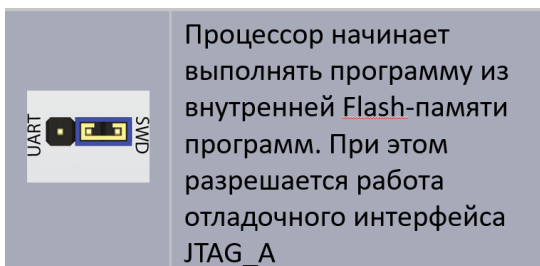 UART
SWD
Процессор начинает
выполнять программу из
внутренней Flash-памяти
программ. При этом
разрешается работа
отладочного интерфейса
JTAG_A